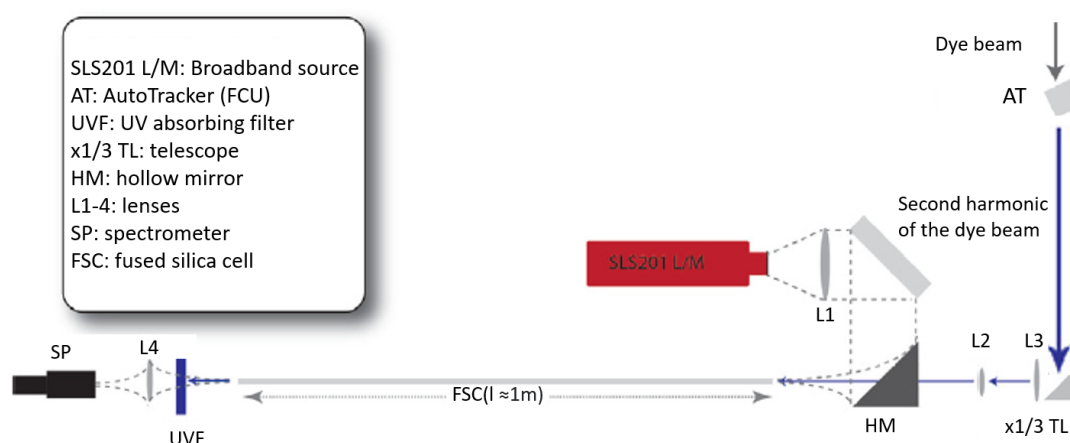 SLS201 L/M: Broadband source
AT: AutoTracker (FCU)
UVF: UV absorbing filter
x1/3 TL: telescope
HM: hollow mirror
L1-4: lenses
SP: spectrometer
FSC: fused silica cell
Dye beam
AT
Second harmonic
of the dye beam
SLS201 L/M
L1
L2
L3
SP
L4
FSC(l ≈1m)
UVF
HM
x1/3 TL